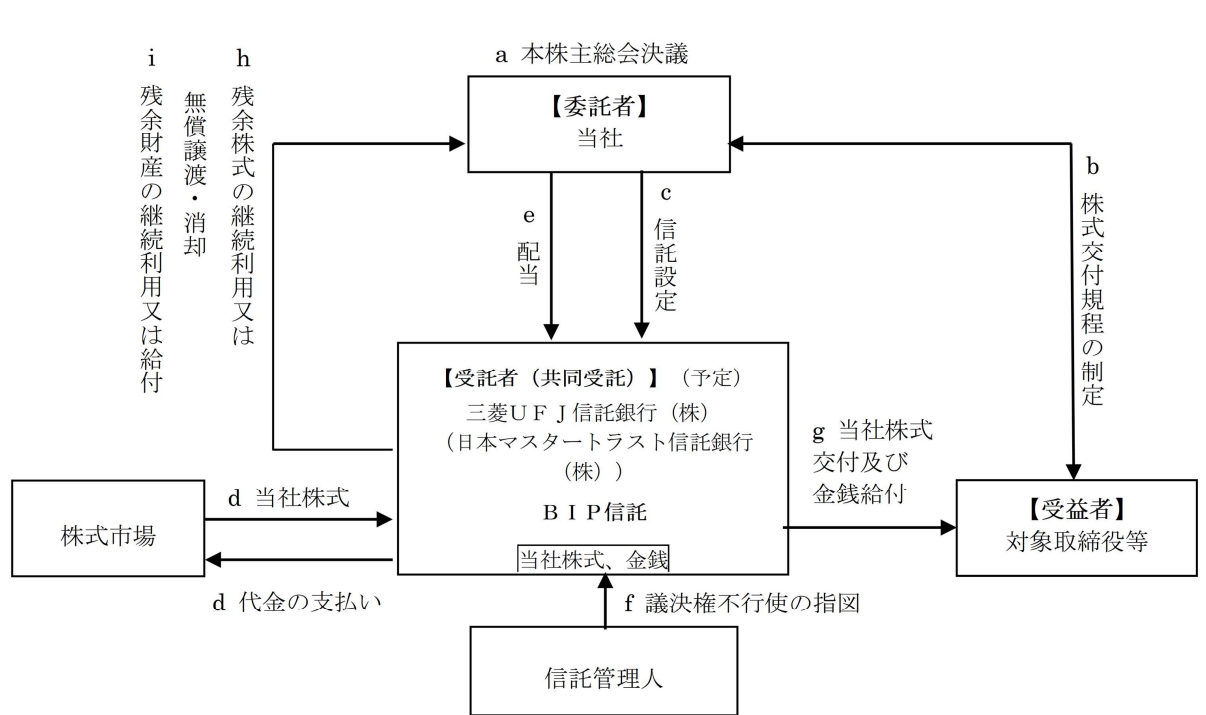 a 本株主総会決議
【委託者】
当社
i 残余財産の継続利用又は給付
無償譲渡・消却
h 残余株式の継続利用又は
e 配当
c 信託設定
b 株式交付規程の制定
【受託者（共同受託）】（予定）
三菱ＵＦＪ信託銀行（株）
（日本マスタートラスト信託銀行
（株））
ＢＩＰ信託
当社株式、金銭
g 当社株式
交付及び
金銭給付
株式市場
d 当社株式
d 代金の支払い
【受益者】
対象取締役等
f 議決権不行使の指図
信託管理人